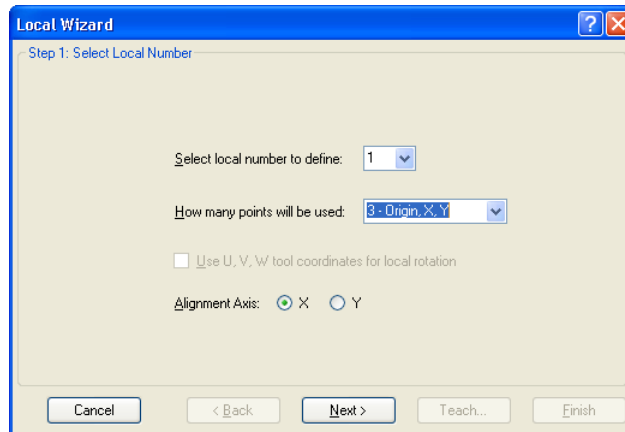 Local Wizard
Step 1: Select Local Number
Select local number to define: 1
How many points will be used: 3 - Origin, X, Y
Use U, V, W tool coordinates for local rotation
Alignment Axis: X Y
Cancel < Back Next > Teach... Finish